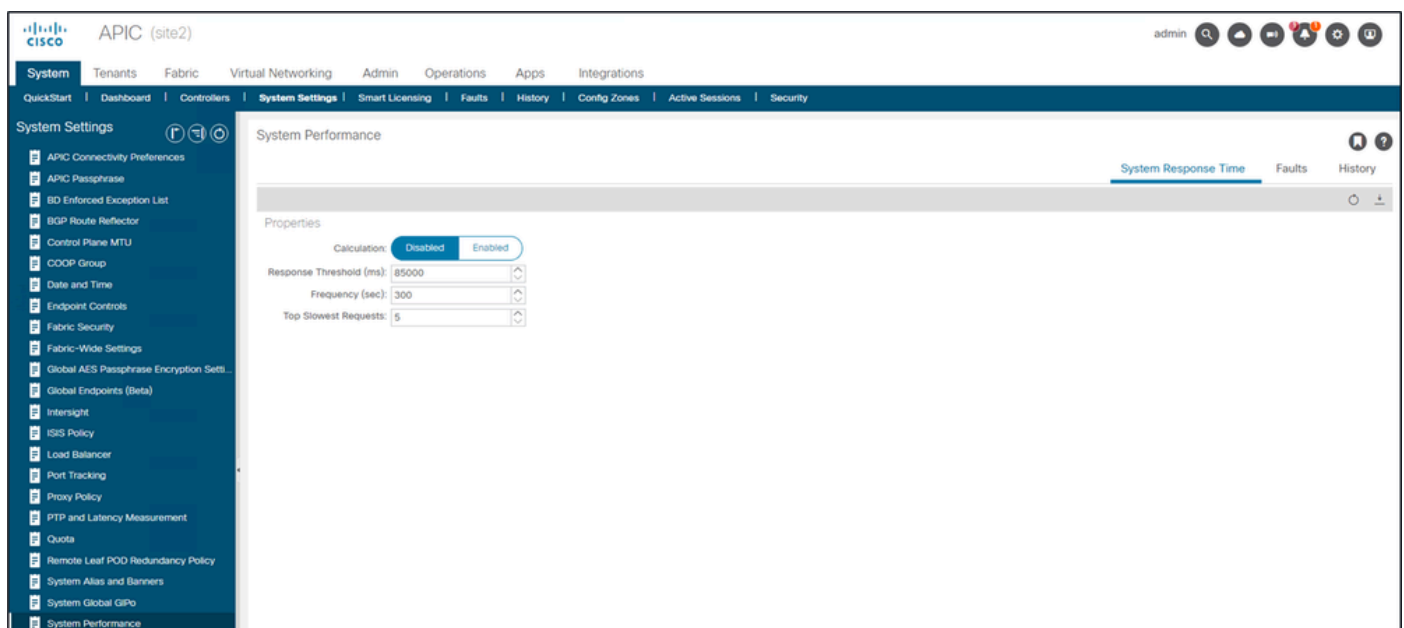 CISCO
APIC (site2)
admin
System Tenants Fabric Virtual Networking Admin Operations Apps Integrations
QuickStart | Dashboard | Controllers | System Settings | Smart Licensing | Faults | History | Config Zones | Active Sessions | Security
System Settings
APIC Connectivity Preferences
APIC Passphrase
BD Enforced Exception List
BGP Route Reflector
Control Plane MTU
COOP Group
Date and Time
Endpoint Controls
Fabric Security
Fabric-Wide Settings
Global AES Passphrase Encryption Setti...
Global Endpoints (Beta)
Intersight
ISIS Policy
Load Balancer
Port Tracking
Proxy Policy
PTP and Latency Measurement
Quota
Remote Leaf POD Redundancy Policy
System Alias and Banners
System Global GIPo
System Performance
System Performance
System Response Time Faults History
Properties
Calculation: Disabled Enabled
Response Threshold (ms): 85000
Frequency (sec): 300
Top Slowest Requests: 5